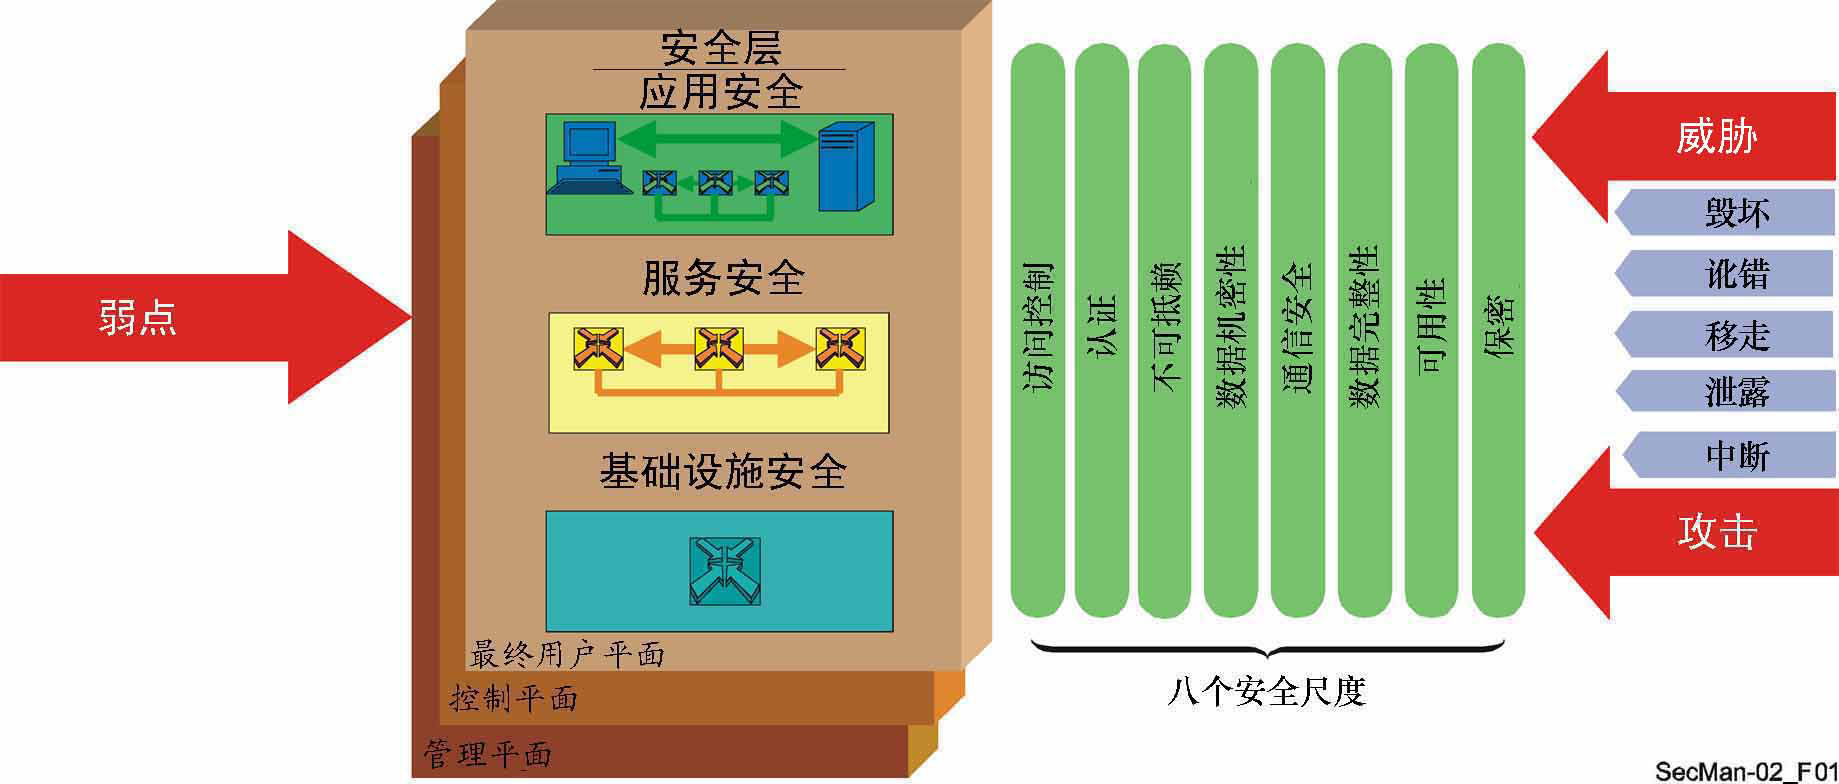 安全层
应用安全
服务安全
基础设施安全
最终用户平面
控制平面
管理平面
弱点
访问控制
认证
不可抵赖
数据机密性
通信安全
数据完整性
可用性
保密
八个安全尺度
威胁
毁坏
讹错
移走
泄露
中断
攻击
SecMan-02_F01